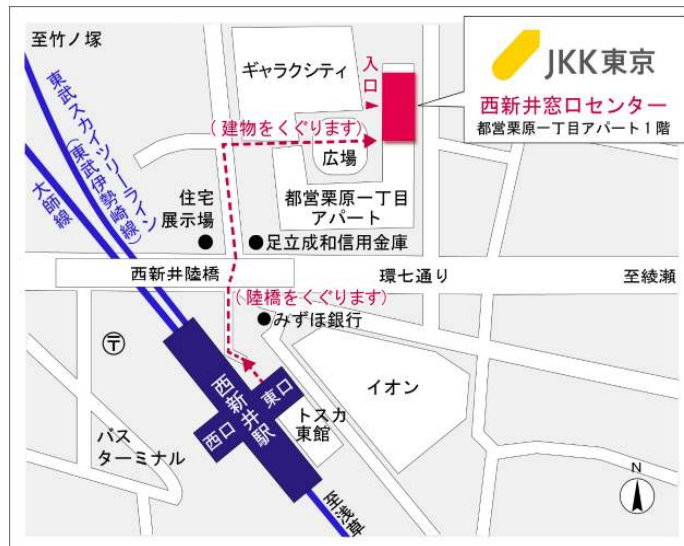 至竹ノ塚
ギャラクシティ
入口
JKK東京
西新井窓口センター
都営栗原一丁目アパート1階
東武スカイツリーライン
(東武伊勢崎線)
大師線
(建物をくぐります)
広場
住宅
展示場
都営栗原一丁目
アパート
足立成和信用金庫
西新井陸橋
環七通り
至綾瀬
(陸橋をくぐります)
みずほ銀行
〒
イオン
西新井駅
東口
西口
トスカ
東館
バス
ターミナル
至浅草
N